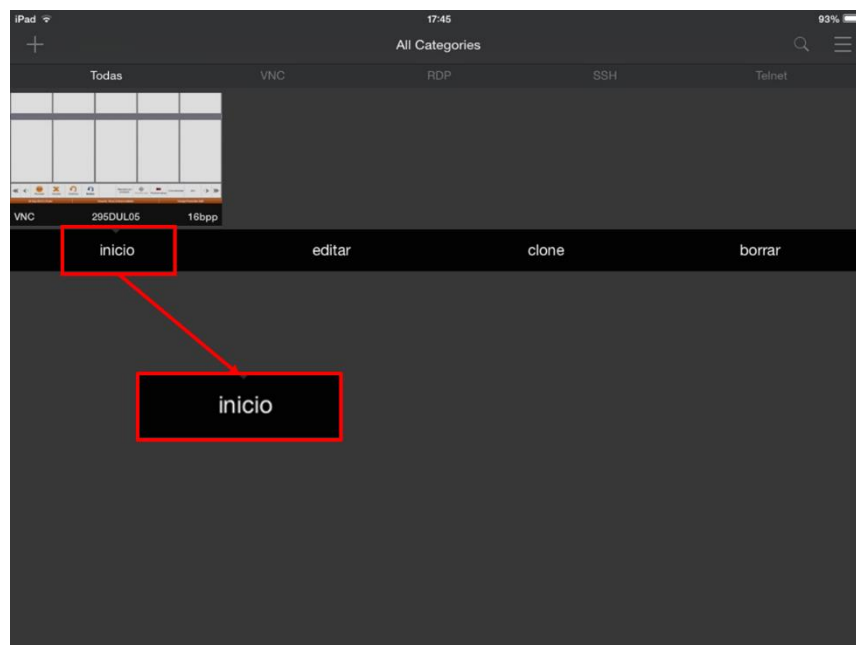 iPad 17:45 93%
All Categories
Todas VNC RDP SSH Telnet
VNC 295DUL05 16bpp
inicio editar clone borrar
inicio